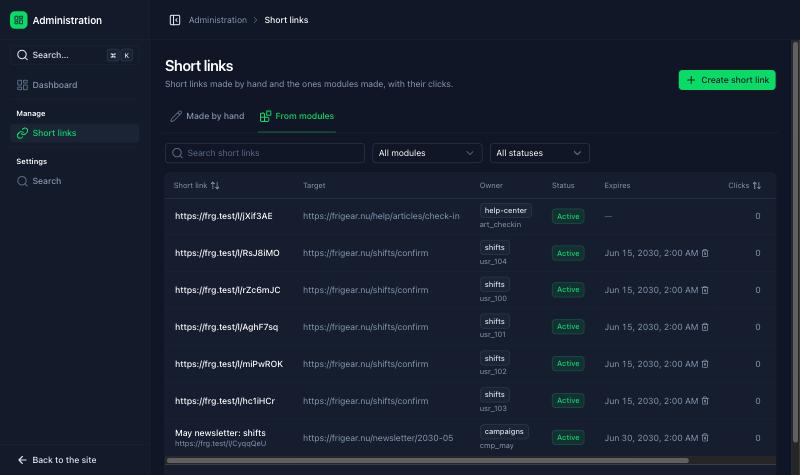 Administration
Administration > Short links
Search... ⌘ K
Dashboard
Manage
Short links
Settings
Search
Back to the site
Short links
Short links made by hand and the ones modules made, with their clicks.
Create short link
Made by hand From modules
Search short links All modules All statuses
Short link Target Owner Status Expires Clicks
https://frg.test/l/jXif3AE https://frigear.nu/help/articles/check-in help-center Active — 0
art_checkin
https://frg.test/l/RsJ8iMO https://frigear.nu/shifts/confirm shifts Active Jun 15, 2030, 2:00 AM 0
usr_104
https://frg.test/l/rZc6mJC https://frigear.nu/shifts/confirm shifts Active Jun 15, 2030, 2:00 AM 0
usr_100
https://frg.test/l/AghF7sq https://frigear.nu/shifts/confirm shifts Active Jun 15, 2030, 2:00 AM 0
usr_101
https://frg.test/l/miPwROK https://frigear.nu/shifts/confirm shifts Active Jun 15, 2030, 2:00 AM 0
usr_102
https://frg.test/l/hc1iHCr https://frigear.nu/shifts/confirm shifts Active Jun 15, 2030, 2:00 AM 0
usr_103
May newsletter: shifts https://frigear.nu/newsletter/2030-05 campaigns Active Jun 30, 2030, 2:00 AM 0
https://frg.test/l/CyqqQeU cmp_may